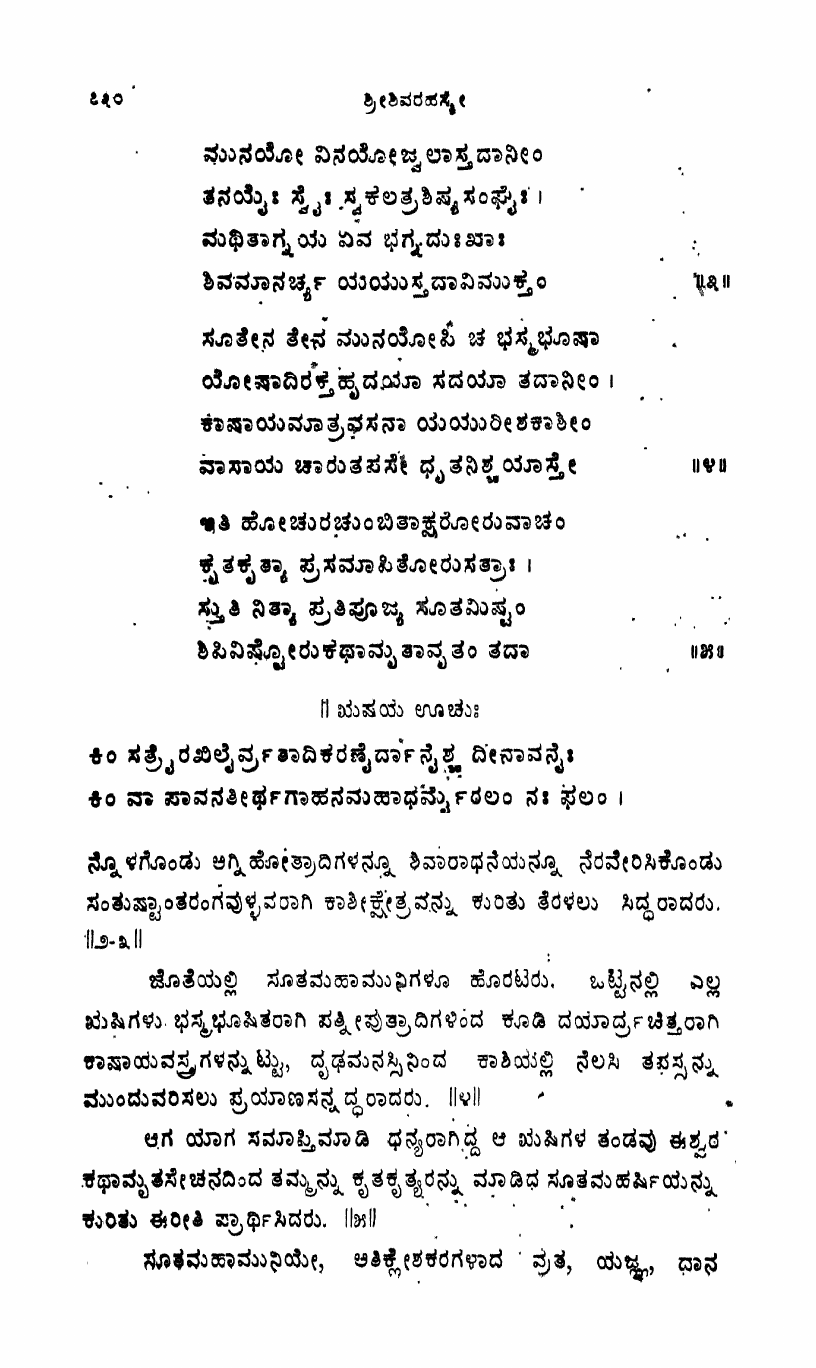 ೬೩೦ ಶ್ರೀಶಿವರಹಸ್ಯೇ
ಮುನಯೋ ವಿನಯೋಜ್ವಲಾಸ್ತದಾನೀಂ
ತನಯೈಃ ಸ್ವೈಃ ಸ್ವಕಲತ್ರಶಿಷ್ಯಸಂಘೈಃ ।
ಮಥಿತಾಗ್ನಯ ಏವ ಭಗ್ನದುಃಖಾಃ
ಶಿವಮಾನರ್ಚ್ಯ ಯಯುಸ್ತದಾವಿಮುಕ್ತಂ ॥೩॥
ಸೂತೇನ ತೇನ ಮುನಯೋಪಿ ಚ ಭಸ್ಮಭೂಷಾ
ಯೋಷಾದಿರಕ್ತಹೃದಯಾ ಸದಯಾ ತದಾನೀಂ ।
ಕಾಷಾಯಮಾತ್ರವಸನಾ ಯಯುರೀಶಕಾಶೀಂ
ವಾಸಾಯ ಚಾರುತಪಸೇ ಧೃತನಿಶ್ಚಯಾಸ್ತೇ ॥೪॥
ಇತಿ ಹೋಚುರಚುಂಬಿತಾಕ್ಷರೋರುವಾಚಂ
ಕೃತಕೃತ್ಯಾ ಪ್ರಸಮಾಪಿತೋರುಸತ್ರಾಃ ।
ಸ್ತುತಿ ನಿತ್ಯಾ ಪ್ರತಿಪೂಜ್ಯ ಸೂತಮಿಷ್ಟಂ
ಶಿಪಿವಿಷ್ಟೋರುಕಥಾಮೃತಾವೃತಂ ತದಾ ॥೫॥
॥ ಋಷಯ ಊಚುಃ
ಕಿಂ ಸತ್ರೈರಖಿಲೈರ್ವ್ರತಾದಿಕರಣೈರ್ದಾನೈಶ್ಚ ದೀನಾವನೈಃ
ಕಿಂ ವಾ ಪಾವನತೀರ್ಥಗಾಹನಮಹಾಧರ್ಮ್ಯೈರಲಂ ನಃ ಫಲಂ ।
ನ್ನೊಳಗೊಂಡು ಅಗ್ನಿಹೋತ್ರಾದಿಗಳನ್ನೂ ಶಿವಾರಾಧನೆಯನ್ನೂ ನೆರವೇರಿಸಿಕೊಂಡು
ಸಂತುಷ್ಟಾಂತರಂಗವುಳ್ಳವರಾಗಿ ಕಾಶೀಕ್ಷೇತ್ರವನ್ನು ಕುರಿತು ತೆರಳಲು ಸಿದ್ಧರಾದರು.
॥೨-೩॥
ಜೊತೆಯಲ್ಲಿ ಸೂತಮಹಾಮುನಿಗಳೂ ಹೊರಟರು. ಒಟ್ಟಿನಲ್ಲಿ ಎಲ್ಲ
ಋಷಿಗಳು ಭಸ್ಮಭೂಷಿತರಾಗಿ ಪತ್ನೀಪುತ್ರಾದಿಗಳಿಂದ ಕೂಡಿ ದಯಾರ್ದ್ರಚಿತ್ತರಾಗಿ
ಕಾಷಾಯವಸ್ತ್ರಗಳನ್ನುಟ್ಟು, ದೃಢಮನಸ್ಸಿನಿಂದ ಕಾಶಿಯಲ್ಲಿ ನೆಲಸಿ ತಪಸ್ಸನ್ನು
ಮುಂದುವರಿಸಲು ಪ್ರಯಾಣಸನ್ನದ್ಧರಾದರು. ॥೪॥
ಆಗ ಯಾಗ ಸಮಾಪ್ತಿಮಾಡಿ ಧನ್ಯರಾಗಿದ್ದ ಆ ಋಷಿಗಳ ತಂಡವು ಈಶ್ವರ
ಕಥಾಮೃತಸೇಚನದಿಂದ ತಮ್ಮನ್ನು ಕೃತಕೃತ್ಯರನ್ನು ಮಾಡಿಧ ಸೂತಮಹರ್ಷಿಯನ್ನು
ಕುರಿತು ಈರೀತಿ ಪ್ರಾರ್ಥಿಸಿದರು. ॥೫॥
ಸೂತಮಹಾಮುನಿಯೇ, ಅತಿಕ್ಲೇಶಕರಗಳಾದ ವ್ರತ, ಯಜ್ಞ, ಧಾನ